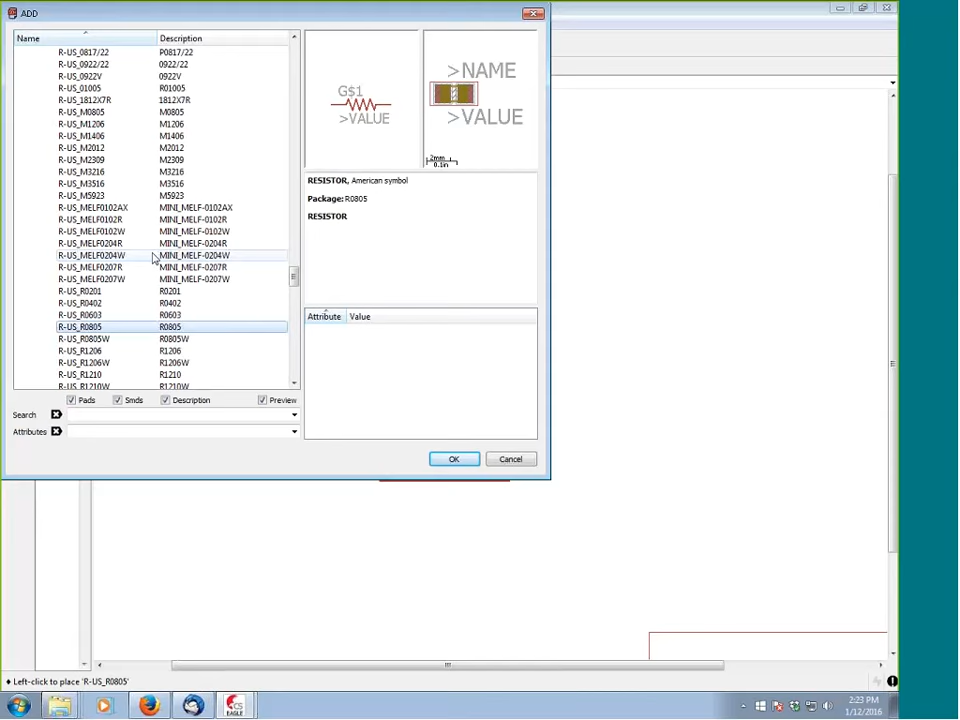 ADD
Name Description
R-US_0817/22 P0817/22
R-US_0922/22 0922/22
R-US_0922V 0922V
R-US_01005 R01005
R-US_1812X7R 1812X7R
R-US_M0805 M0805
R-US_M1206 M1206
R-US_M1406 M1406
R-US_M2012 M2012
R-US_M2309 M2309
R-US_M3216 M3216
R-US_M3516 M3516
R-US_M5923 M5923
R-US_MELF0102AX MINI_MELF-0102AX
R-US_MELF0102R MINI_MELF-0102R
R-US_MELF0102W MINI_MELF-0102W
R-US_MELF0204R MINI_MELF-0204R
R-US_MELF0204W MINI_MELF-0204W
R-US_MELF0207R MINI_MELF-0207R
R-US_MELF0207W MINI_MELF-0207W
R-US_R0201 R0201
R-US_R0402 R0402
R-US_R0603 R0603
R-US_R0805 R0805
R-US_R0805W R0805W
R-US_R1206 R1206
R-US_R1206W R1206W
R-US_R1210 R1210
R-US_R1210W R1210W
Pads Smds Description Preview
Search
Attributes
G$1
>VALUE
>NAME
>VALUE
2mm
0.1in
RESISTOR, American symbol
Package: R0805
RESISTOR
Attribute Value
OK Cancel
Left-click to place 'R-US_R0805'
CS
EAGLE
2:23 PM
1/12/2016